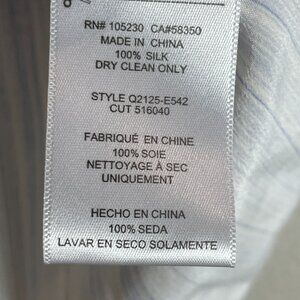 RN# 105230 CA#58350
MADE IN CHINA
100% SILK
DRY CLEAN ONLY
STYLE Q2125-E542
CUT 516040
FABRIQUÉ EN CHINE
100% SOIE
NETTOYAGE À SEC
UNIQUEMENT
HECHO EN CHINA
100% SEDA
LAVAR EN SECO SOLAMENTE